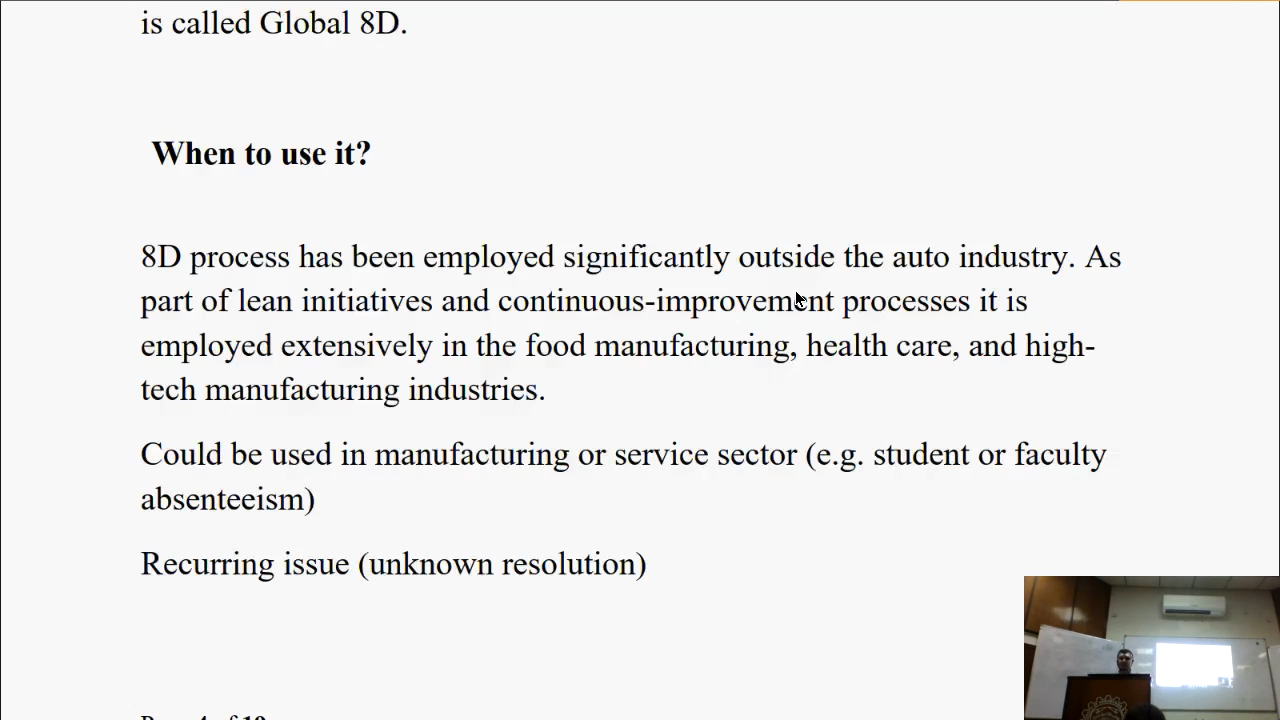 is called Global 8D.
When to use it?
8D process has been employed significantly outside the auto industry. As
part of lean initiatives and continuous-improvement processes it is
employed extensively in the food manufacturing, health care, and high-
tech manufacturing industries.
Could be used in manufacturing or service sector (e.g. student or faculty
absenteeism)
Recurring issue (unknown resolution)